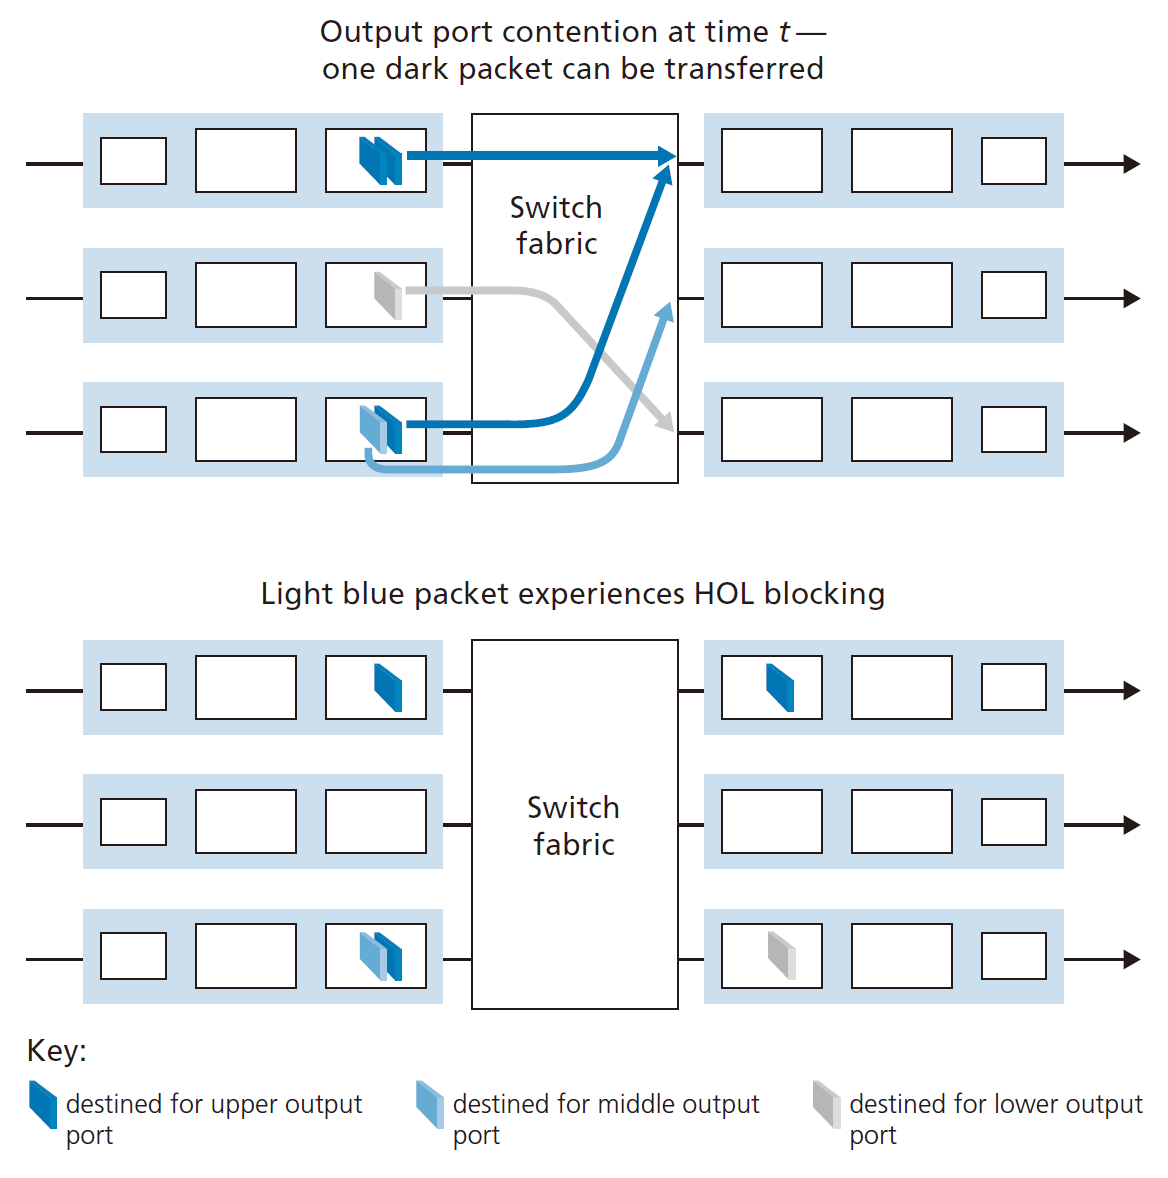 Output port contention at time t —
one dark packet can be transferred
Switch
fabric
Light blue packet experiences HOL blocking
Switch
fabric
Key:
destined for upper output
port
destined for middle output
port
destined for lower output
port